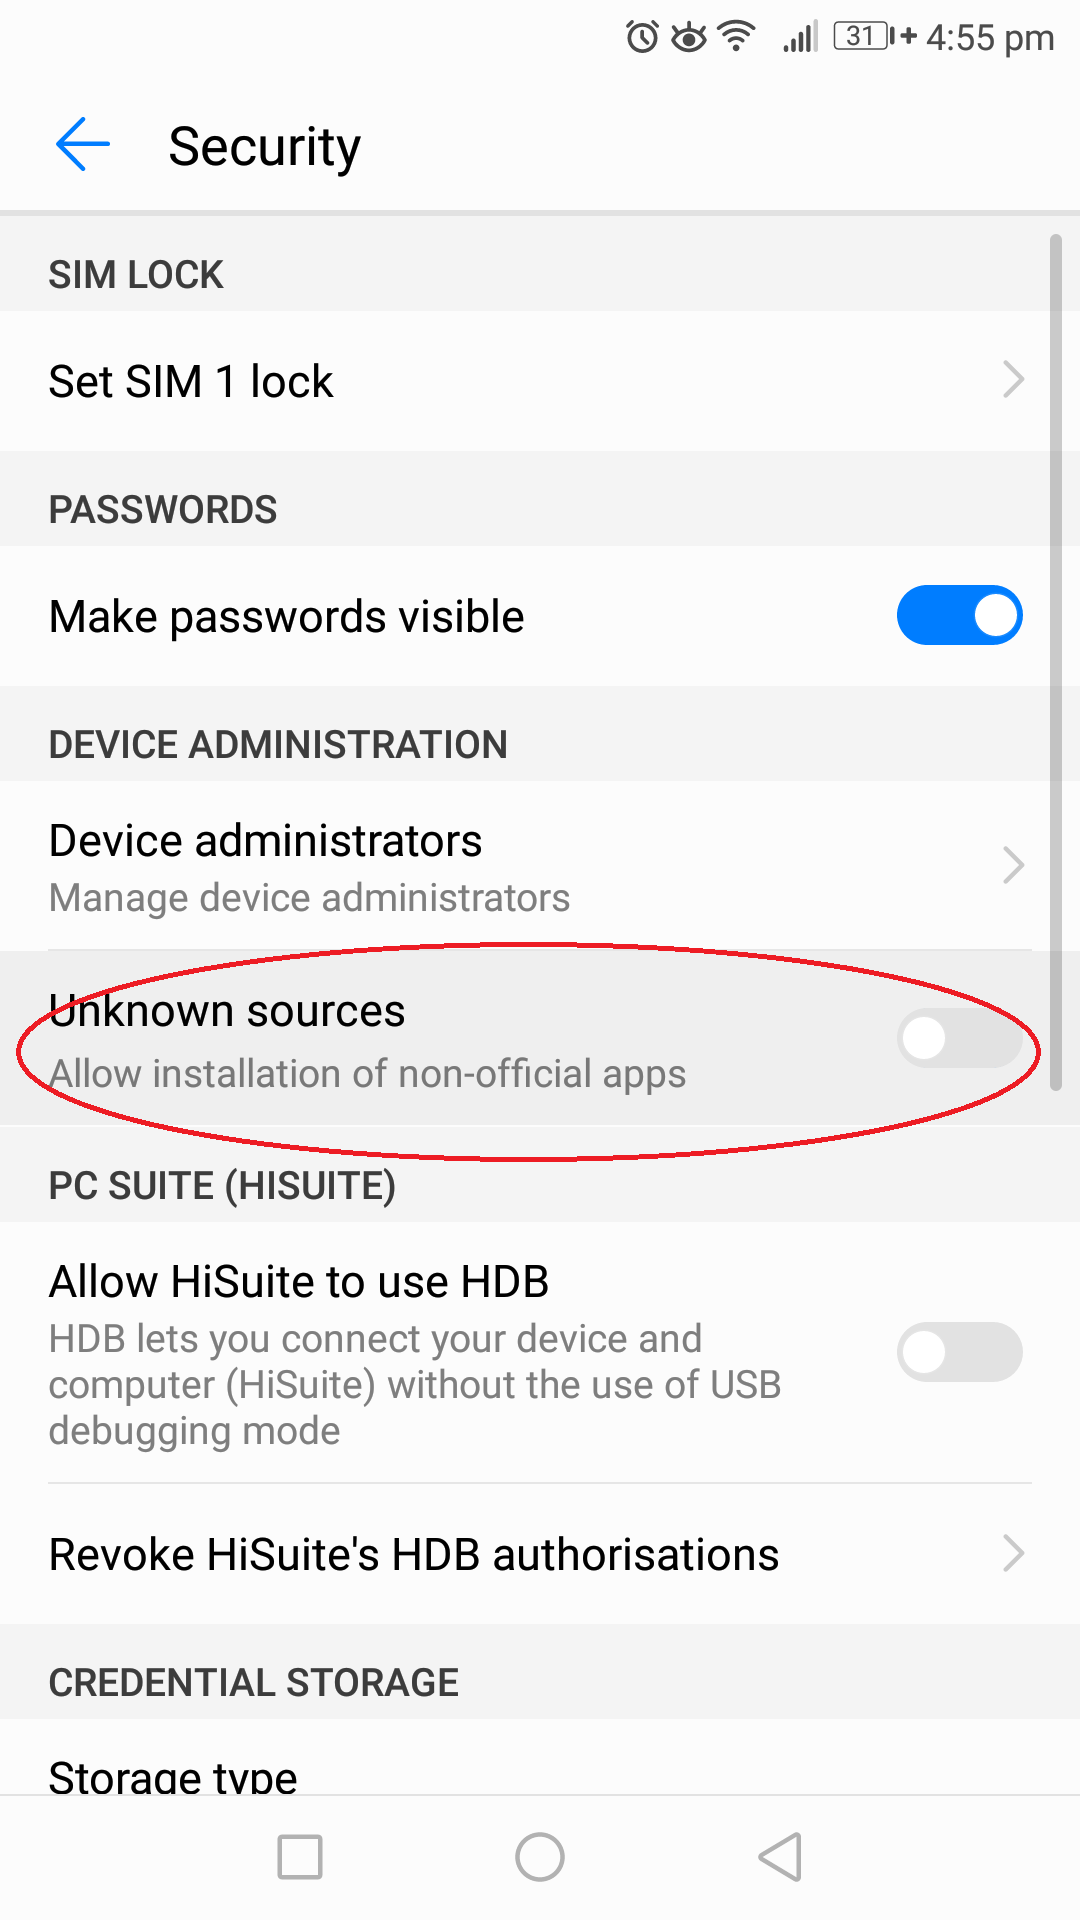 31 4:55 pm
Security
SIM LOCK
Set SIM 1 lock
PASSWORDS
Make passwords visible
DEVICE ADMINISTRATION
Device administrators
Manage device administrators
Unknown sources
Allow installation of non-official apps
PC SUITE (HISUITE)
Allow HiSuite to use HDB
HDB lets you connect your device and
computer (HiSuite) without the use of USB
debugging mode
Revoke HiSuite's HDB authorisations
CREDENTIAL STORAGE
Storage type